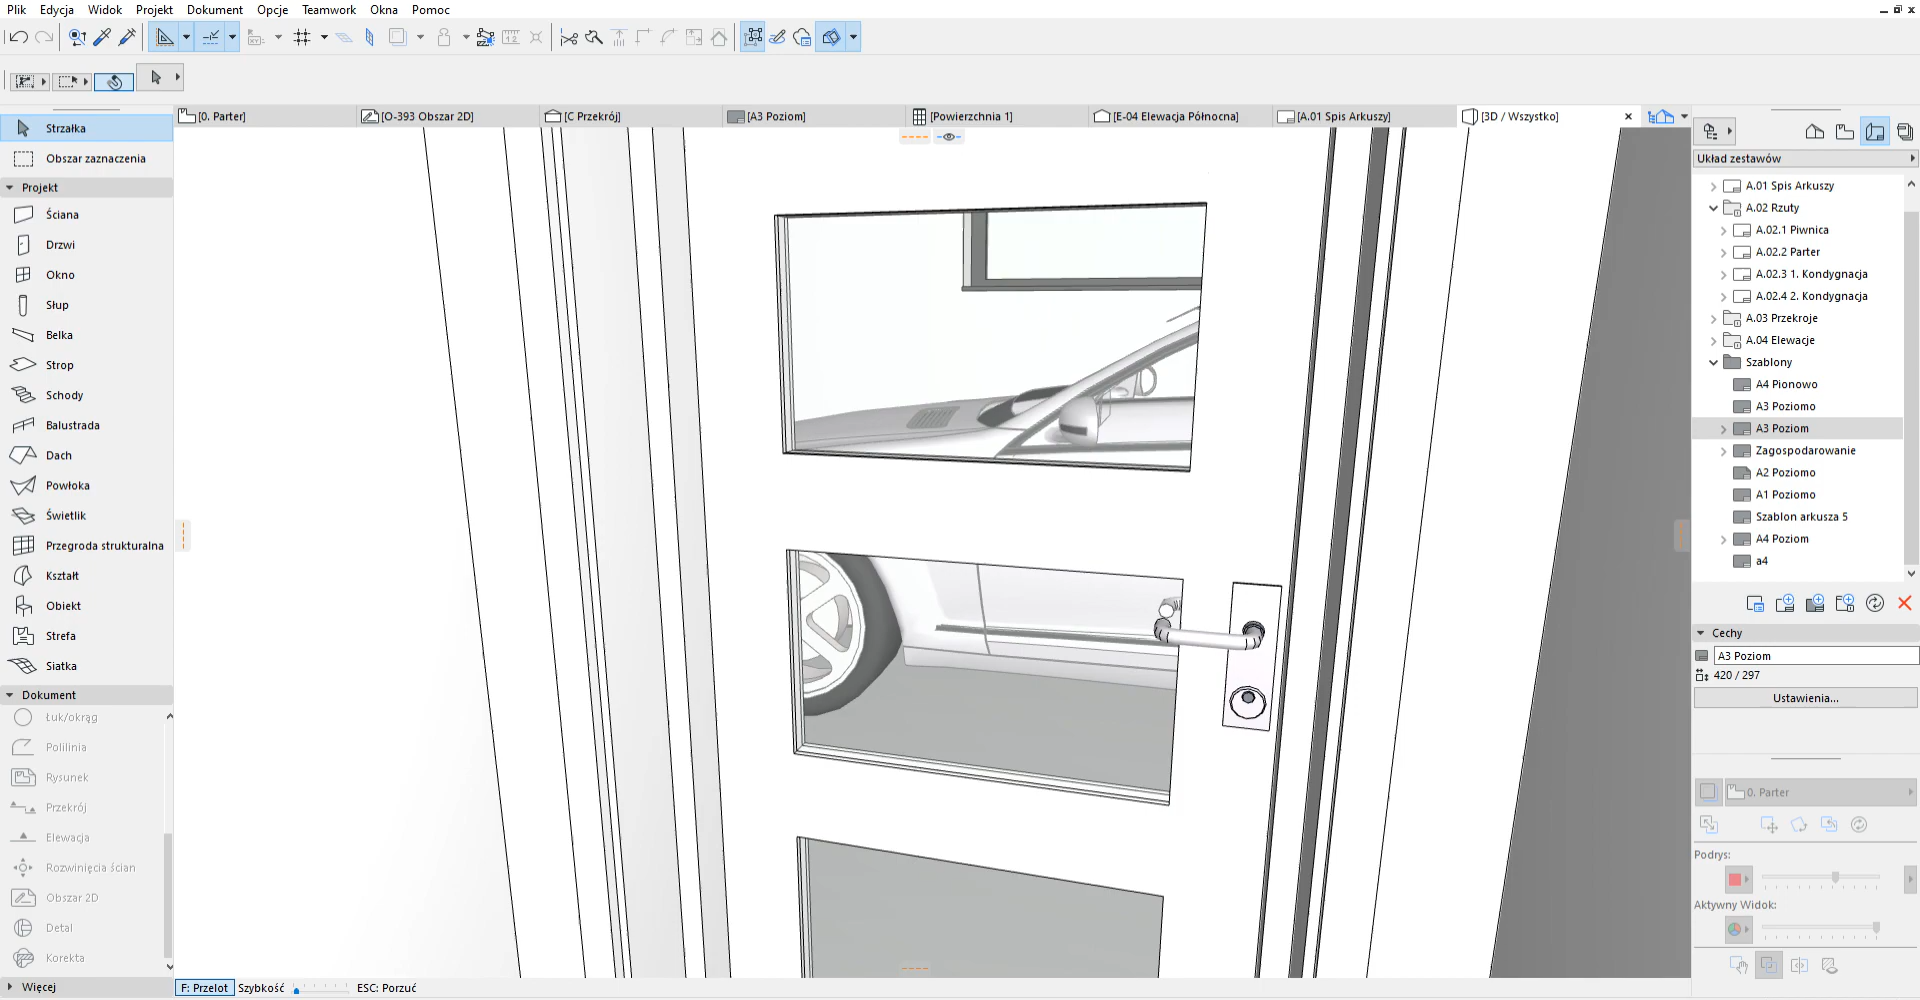 Plik Edycja Widok Projekt Dokument Opcje Teamwork Okna Pomoc
[0. Parter] [O-393 Obszar 2D] [C Przekrój] [A3 Poziom] [Powierzchnia 1] [E-04 Elewacja Północna] [A.01 Spis Arkuszy] [3D / Wszystko]
Strzałka
Obszar zaznaczenia
Projekt
Ściana
Drzwi
Okno
Słup
Belka
Strop
Schody
Balustrada
Dach
Powłoka
Świetlik
Przegroda strukturalna
Kształt
Obiekt
Strefa
Siatka
Dokument
Łuk/okrąg
Polilinia
Rysunek
Przekrój
Elewacja
Rozwinięcia ścian
Obszar 2D
Detal
Korekta
Więcej
F: Przelot Szybkość ESC: Porzuć
Układ zestawów
A.01 Spis Arkuszy
A.02 Rzuty
A.02.1 Piwnica
A.02.2 Parter
A.02.3 1. Kondygnacja
A.02.4 2. Kondygnacja
A.03 Przekroje
A.04 Elewacje
Szablony
A4 Pionowo
A3 Poziomo
A3 Poziom
Zagospodarowanie
A2 Poziomo
A1 Poziomo
Szablon arkusza 5
A4 Poziom
a4
Cechy
A3 Poziom
420 / 297
Ustawienia...
0. Parter
Podrys:
Aktywny Widok: